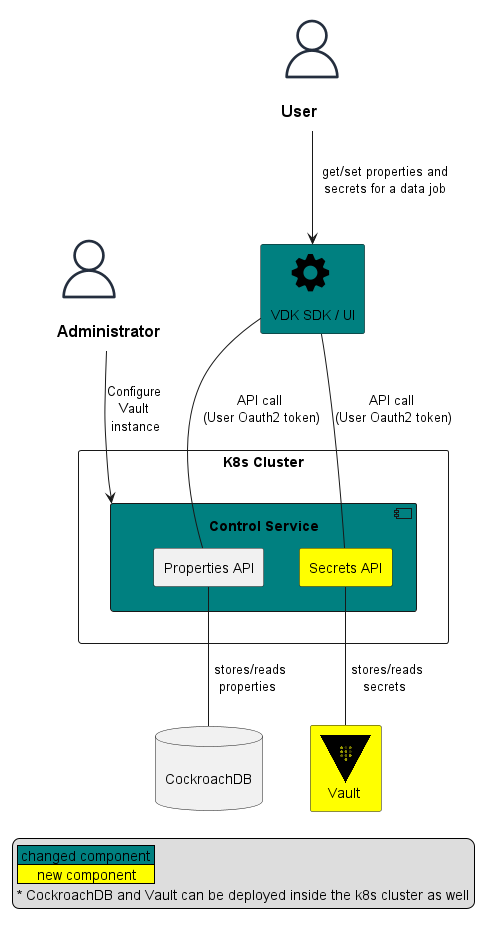 User
get/set properties and
secrets for a data job
VDK SDK / UI
Administrator
Configure
Vault
instance
API call
(User Oauth2 token)
API call
(User Oauth2 token)
K8s Cluster
Control Service
Properties API
Secrets API
stores/reads
properties
stores/reads
secrets
CockroachDB
Vault
changed component
new component
* CockroachDB and Vault can be deployed inside the k8s cluster as well